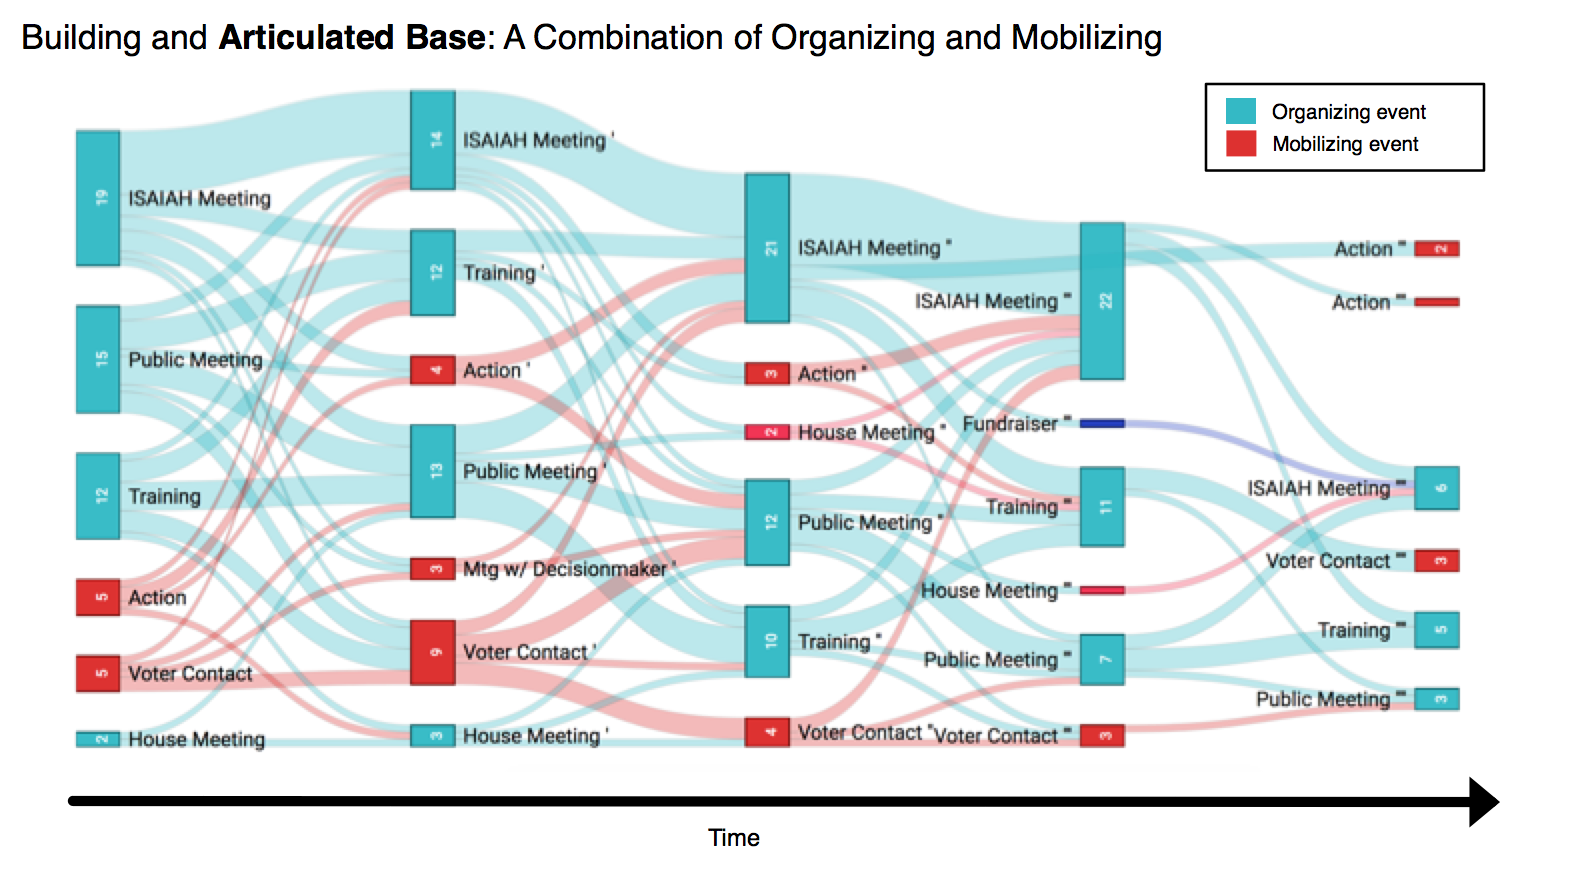 Building and Articulated Base: A Combination of Organizing and Mobilizing
Organizing event
Mobilizing event
19
ISAIAH Meeting
15
Public Meeting
12
Training
5
Action
5
Voter Contact
2
House Meeting
14
ISAIAH Meeting '
12
Training '
4
Action '
13
Public Meeting '
3
Mtg w/ Decisionmaker '
9
Voter Contact '
3
House Meeting '
21
ISAIAH Meeting "
3
Action "
2
House Meeting "
12
Public Meeting "
10
Training "
4
Voter Contact "
ISAIAH Meeting "'
22
Fundraiser "'
Training "'
11
House Meeting "'
Public Meeting "'
7
Voter Contact "'
3
Action ""
2
Action ""
ISAIAH Meeting ""
6
Voter Contact ""
3
Training ""
5
Public Meeting ""
3
Time